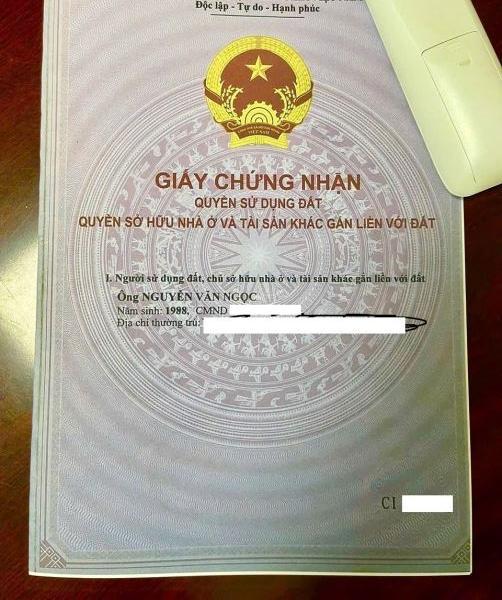 Độc lập - Tự do - Hạnh phúc
VIỆT NAM
GIẤY CHỨNG NHẬN
QUYỀN SỬ DỤNG ĐẤT
QUYỀN SỞ HỮU NHÀ Ở VÀ TÀI SẢN KHÁC GẮN LIỀN VỚI ĐẤT
I. Người sử dụng đất, chủ sở hữu nhà ở và tài sản khác gắn liền với đất
Ông NGUYỄN VĂN NGỌC
Năm sinh: 1988, CMND
Địa chỉ thường trú:
CI